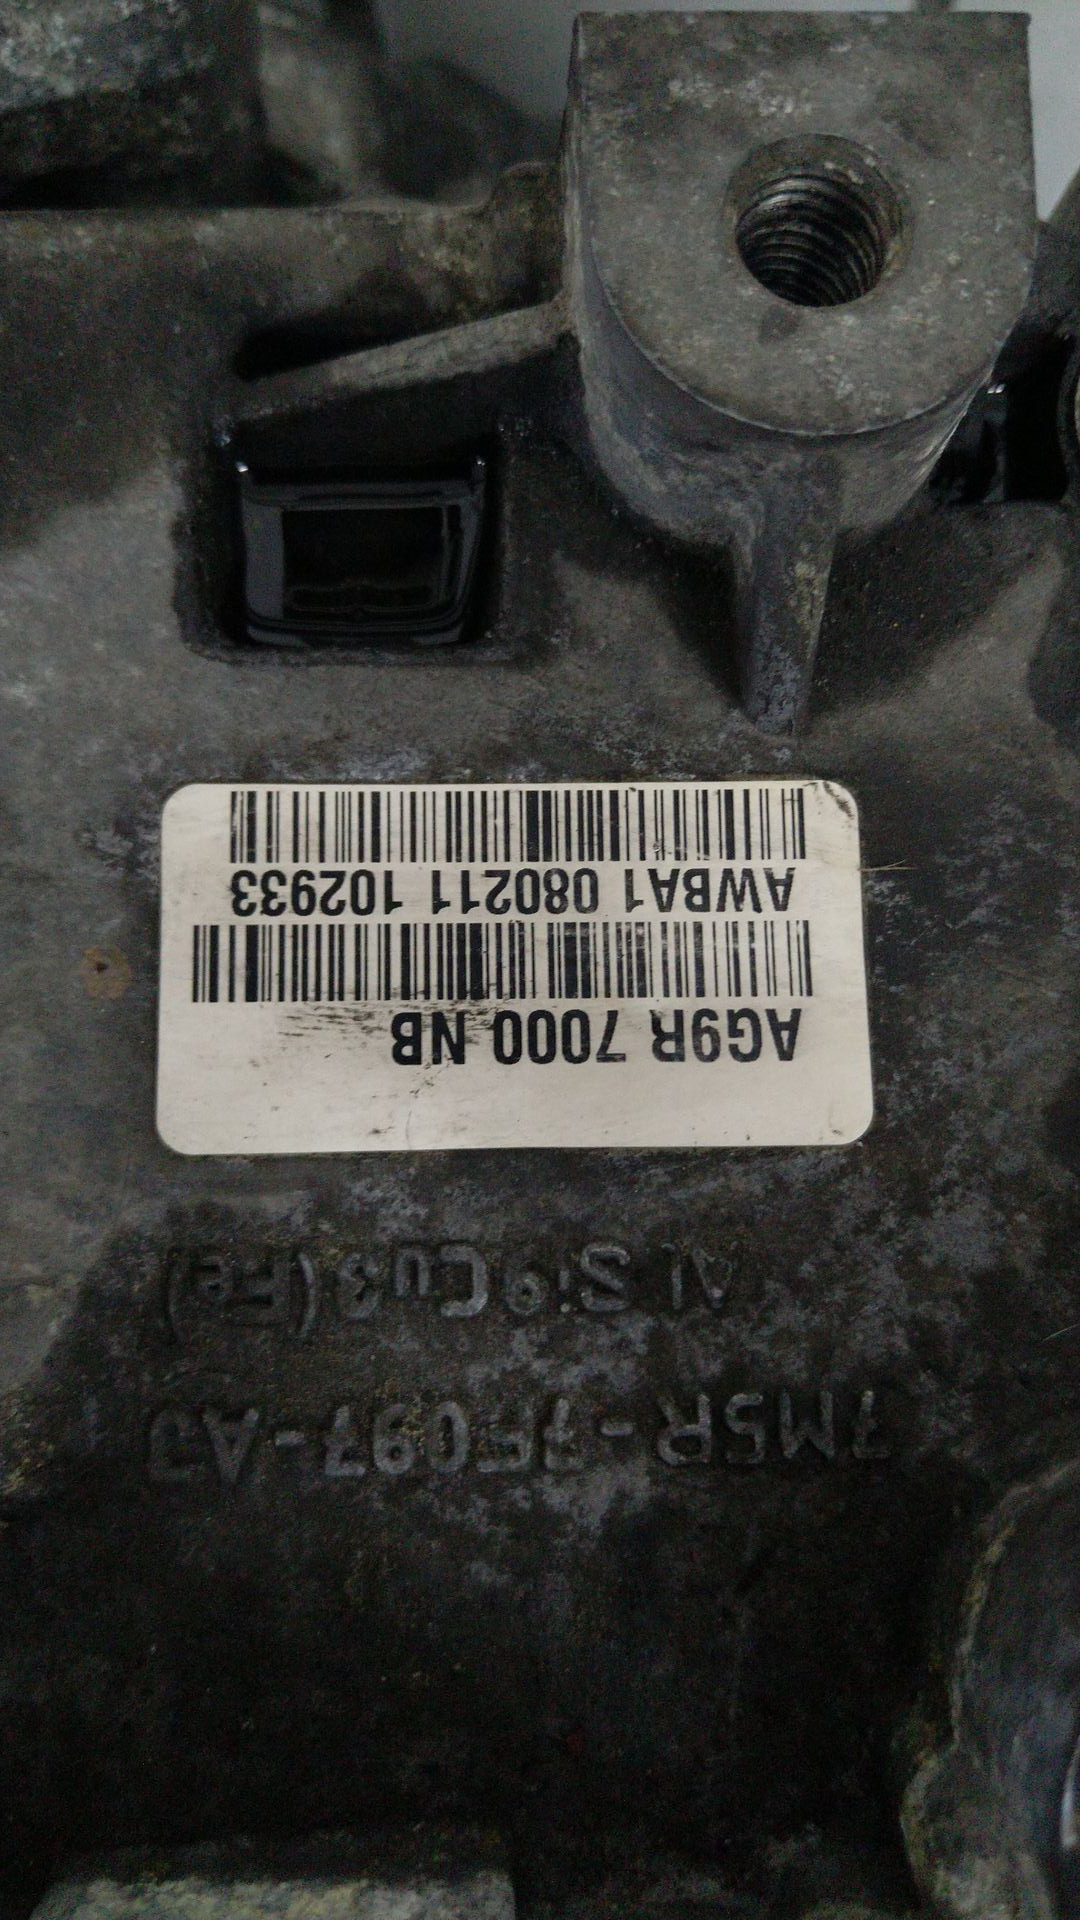 7M5R-7F097-AJ
ALSi9Cu3(Fe)
AG9R 7000 NB
AWBA1 080211 102933